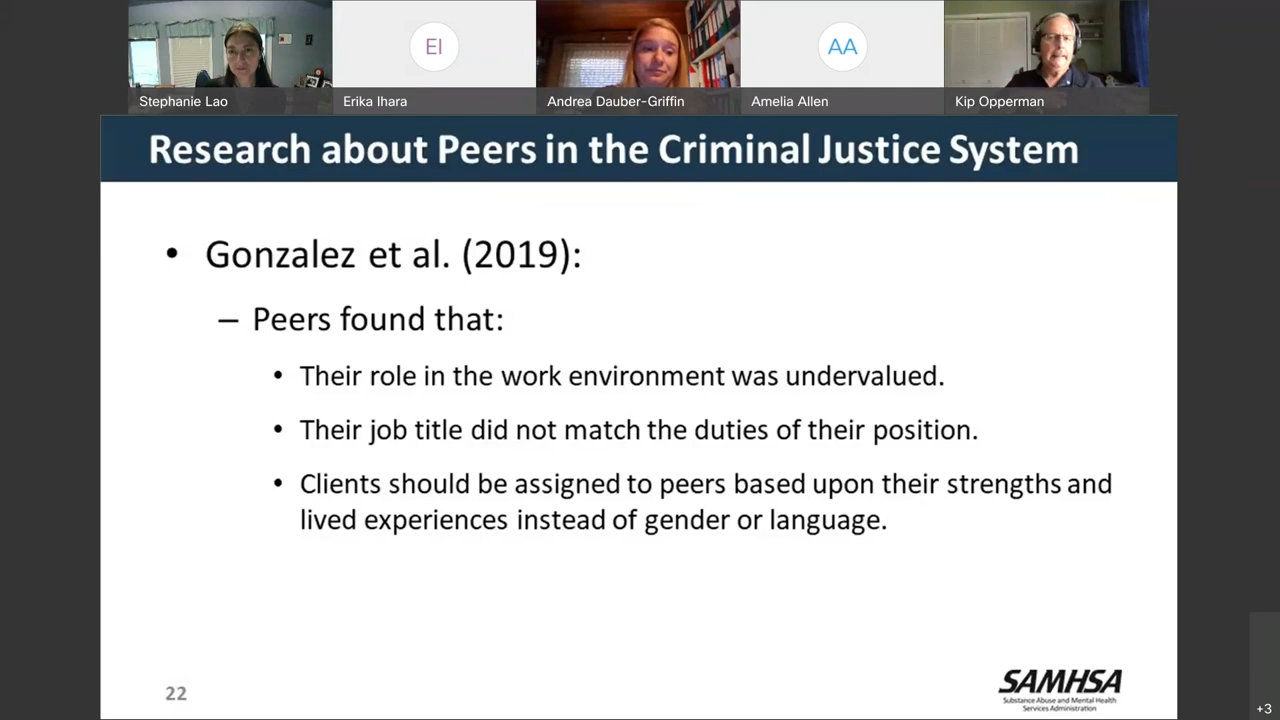 EI
AA
Stephanie Lao
Erika Ihara
Andrea Dauber-Griffin
Amelia Allen
Kip Opperman
Research about Peers in the Criminal Justice System
• Gonzalez et al. (2019):
– Peers found that:
• Their role in the work environment was undervalued.
• Their job title did not match the duties of their position.
• Clients should be assigned to peers based upon their strengths and
lived experiences instead of gender or language.
22
SAMHSA
Substance Abuse and Mental Health
Services Administration
+3